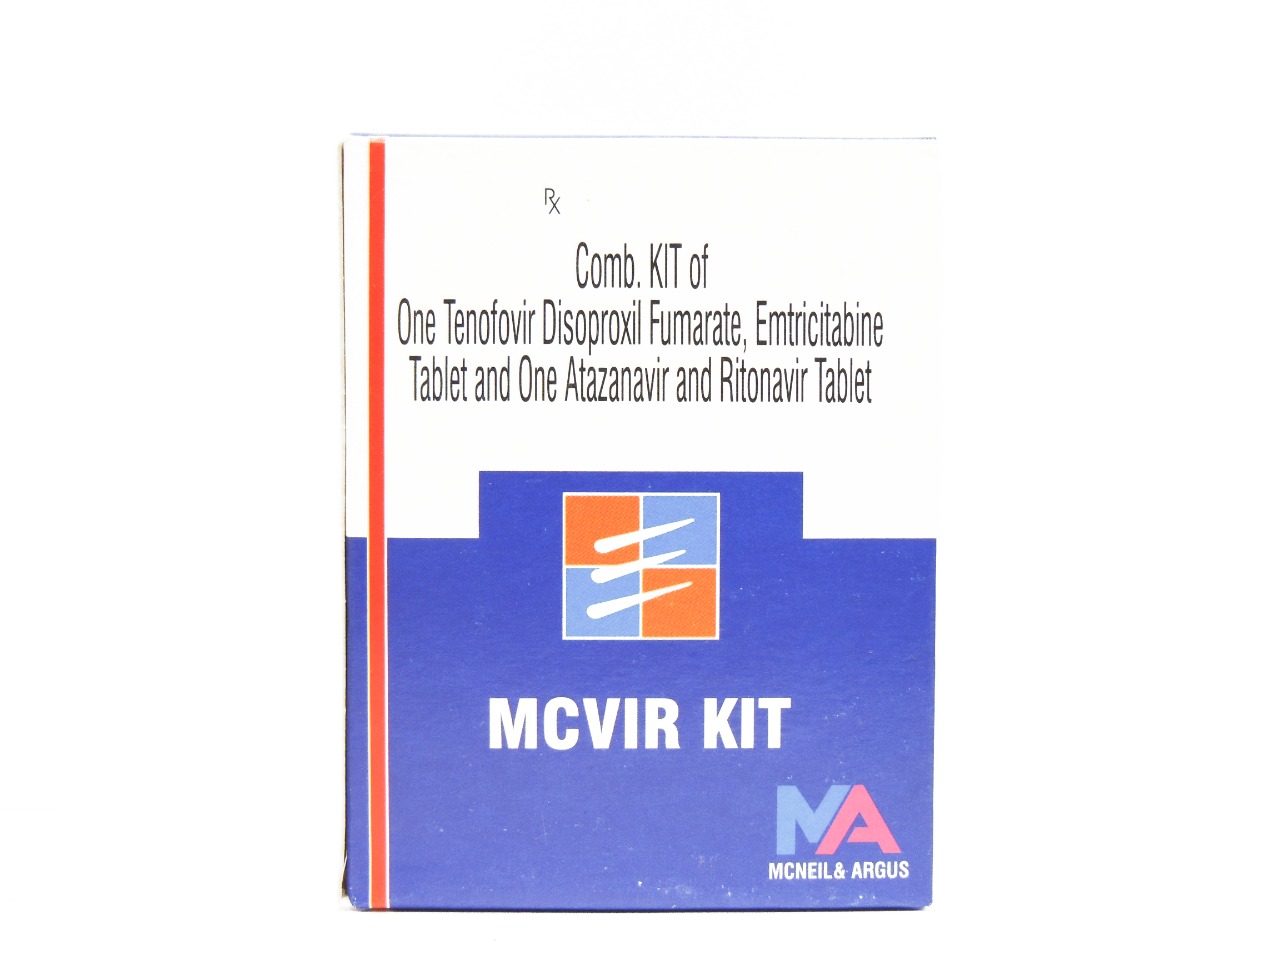 Rx
Comb. KIT of
One Tenofovir Disoproxil Fumarate, Emtricitabine
Tablet and One Atazanavir and Ritonavir Tablet
MCVIR KIT
MA
MCNEIL & ARGUS